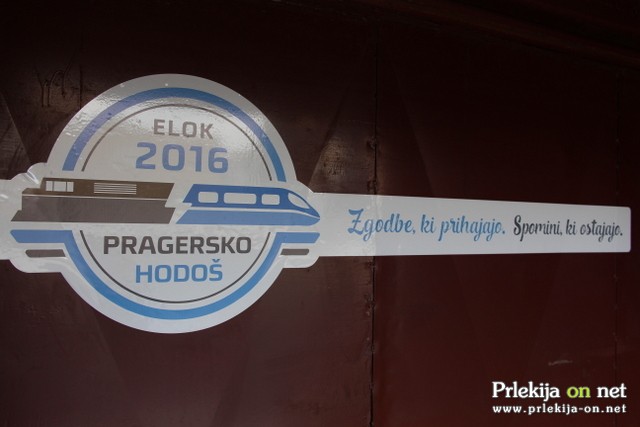 ELOK
2016
PRAGERSKO
HODOŠ
Zgodbe, ki prihajajo. Spomini, ki ostajajo.
Prlekija on net
www.prlekija-on.net